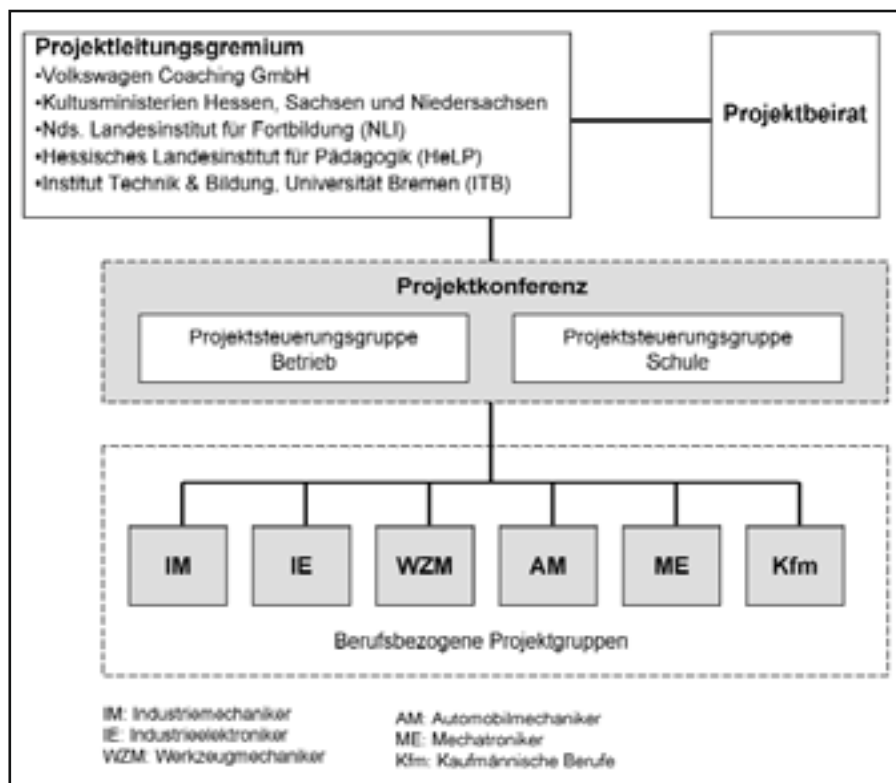 Projektleitungsgremium
•Volkswagen Coaching GmbH
•Kultusministerien Hessen, Sachsen und Niedersachsen
•Nds. Landesinstitut für Fortbildung (NLI)
•Hessisches Landesinstitut für Pädagogik (HeLP)
•Institut Technik & Bildung, Universität Bremen (ITB)
Projektbeirat
Projektkonferenz
Projektsteuerungsgruppe
Betrieb
Projektsteuerungsgruppe
Schule
IM
IE
WZM
AM
ME
Kfm
Berufsbezogene Projektgruppen
IM: Industriemechaniker
IE: Industrieelektroniker
WZM: Werkzeugmechaniker
AM: Automobilmechaniker
ME: Mechatroniker
Kfm: Kaufmännische Berufe